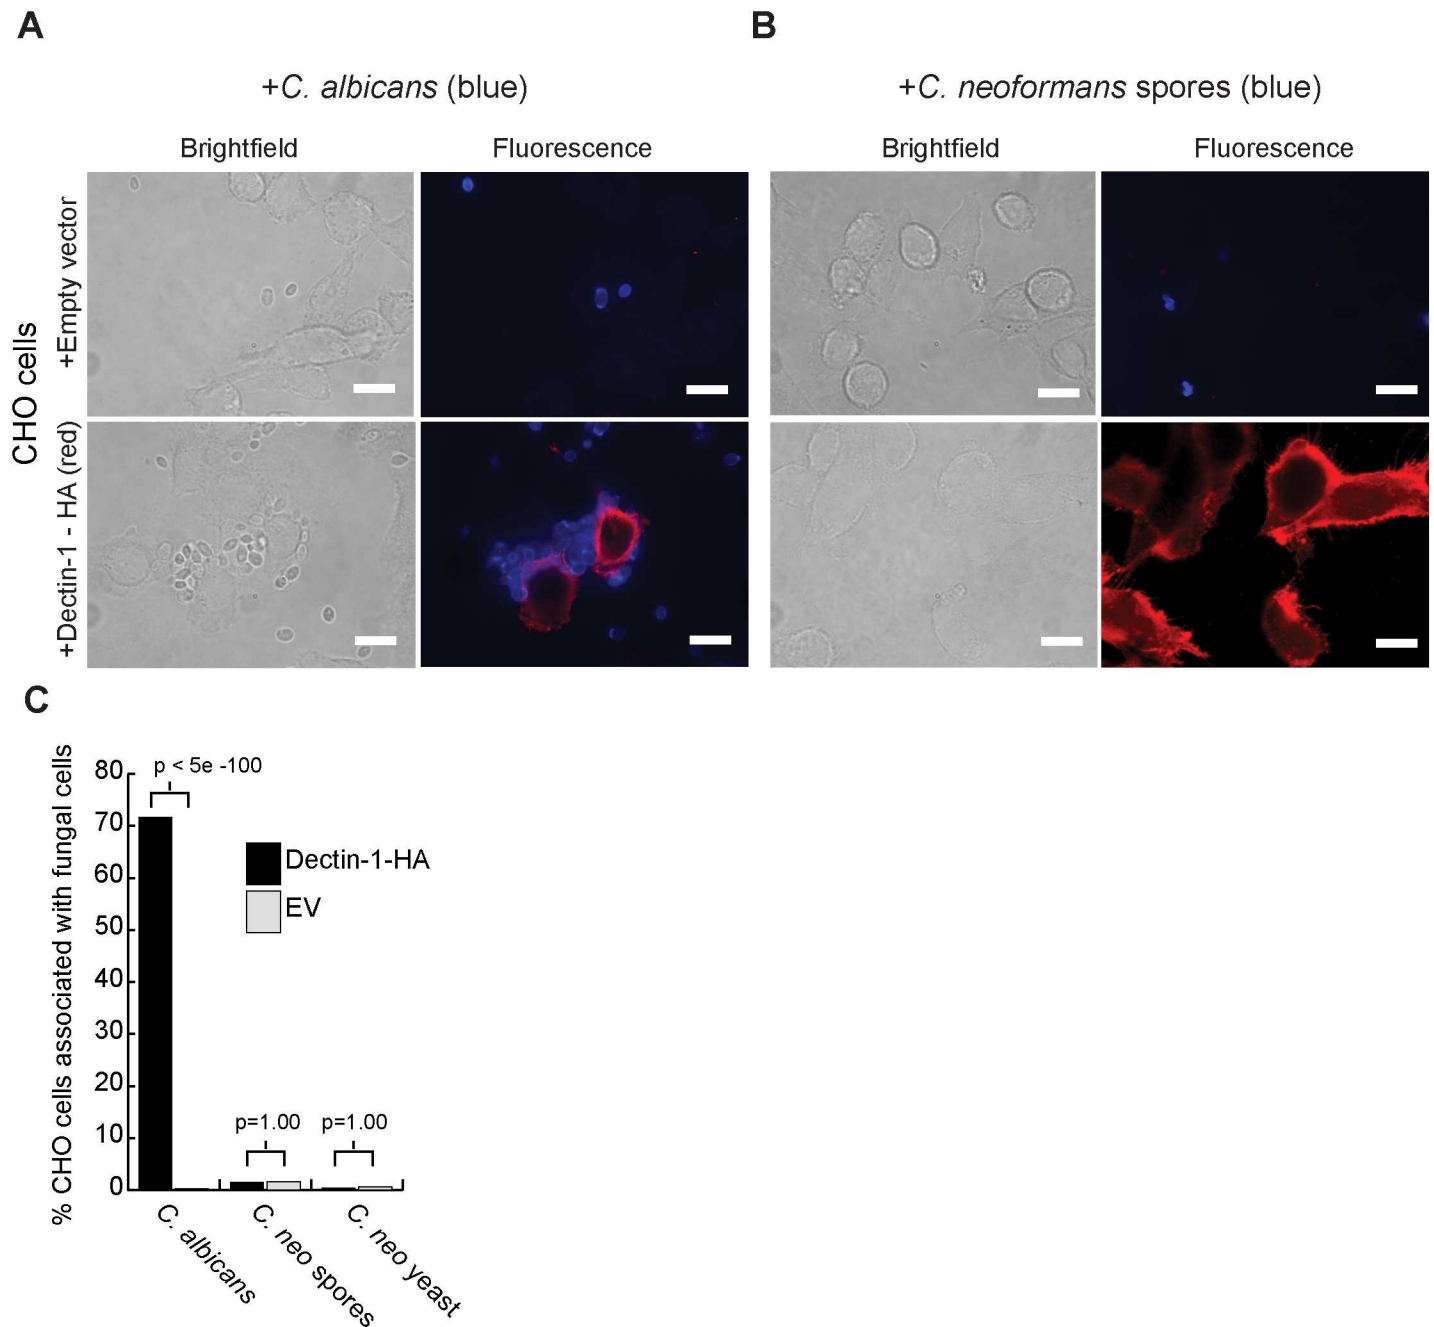 A
B
+C. albicans (blue)
+C. neoformans spores (blue)
Brightfield
Fluorescence
Brightfield
Fluorescence
CHO cells
+Empty vector
+Dectin-1 - HA (red)
C
% CHO cells associated with fungal cells
80
70
60
50
40
30
20
10
0
p < 5e -100
Dectin-1-HA
EV
p=1.00
p=1.00
C. albicans
C. neo spores
C. neo yeast